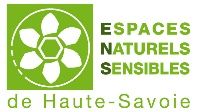 ESPACES
NATURELS
SENSIBLES
de Haute-Savoie